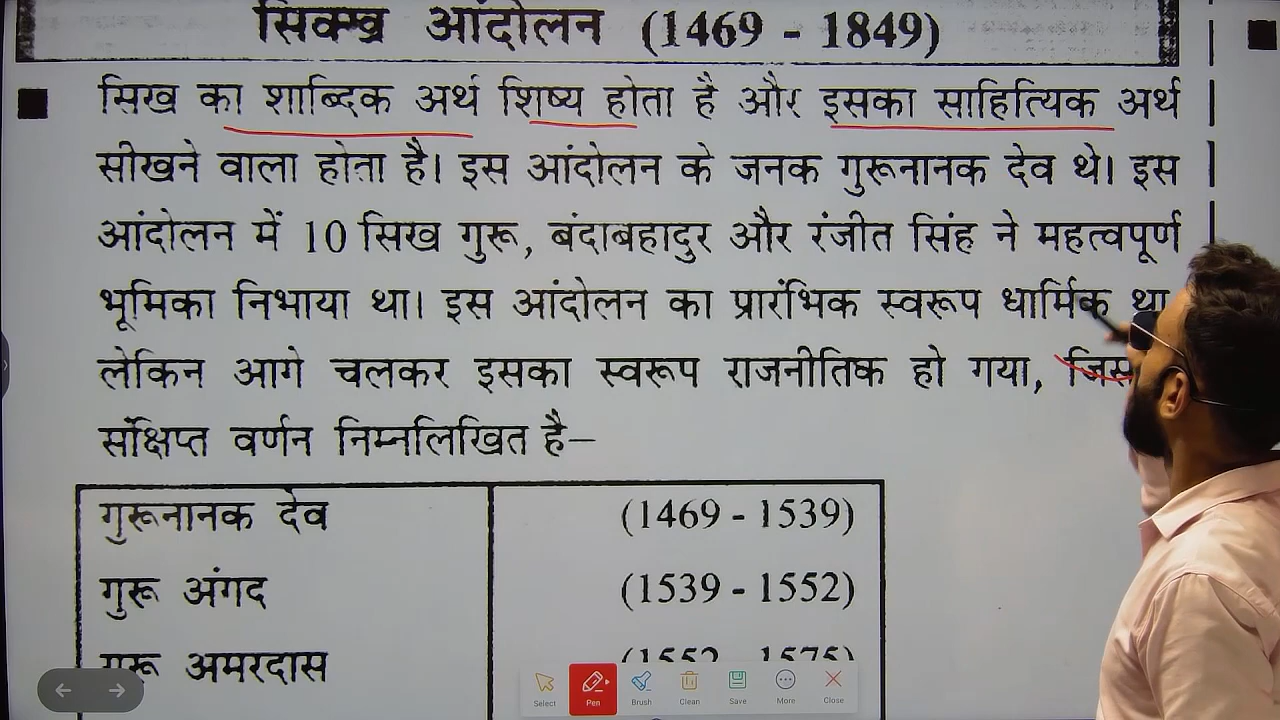 सिक्ख आंदोलन (1469 - 1849)
सिख का शाब्दिक अर्थ शिष्य होता है और इसका साहित्यिक अर्थ
सीखने वाला होता है। इस आंदोलन के जनक गुरूनानक देव थे। इस
आंदोलन में 10 सिख गुरू, बंदाबहादुर और रंजीत सिंह ने महत्वपूर्ण
भूमिका निभाया था। इस आंदोलन का प्रारंभिक स्वरूप धार्मिक था
लेकिन आगे चलकर इसका स्वरूप राजनीतिक हो गया,
संक्षिप्त वर्णन निम्नलिखित है–
गुरूनानक देव (1469 - 1539)
गुरू अंगद (1539 - 1552)
गुरू अमरदास (1552 - 1575)
Select Pen Brush Clean Save More Close